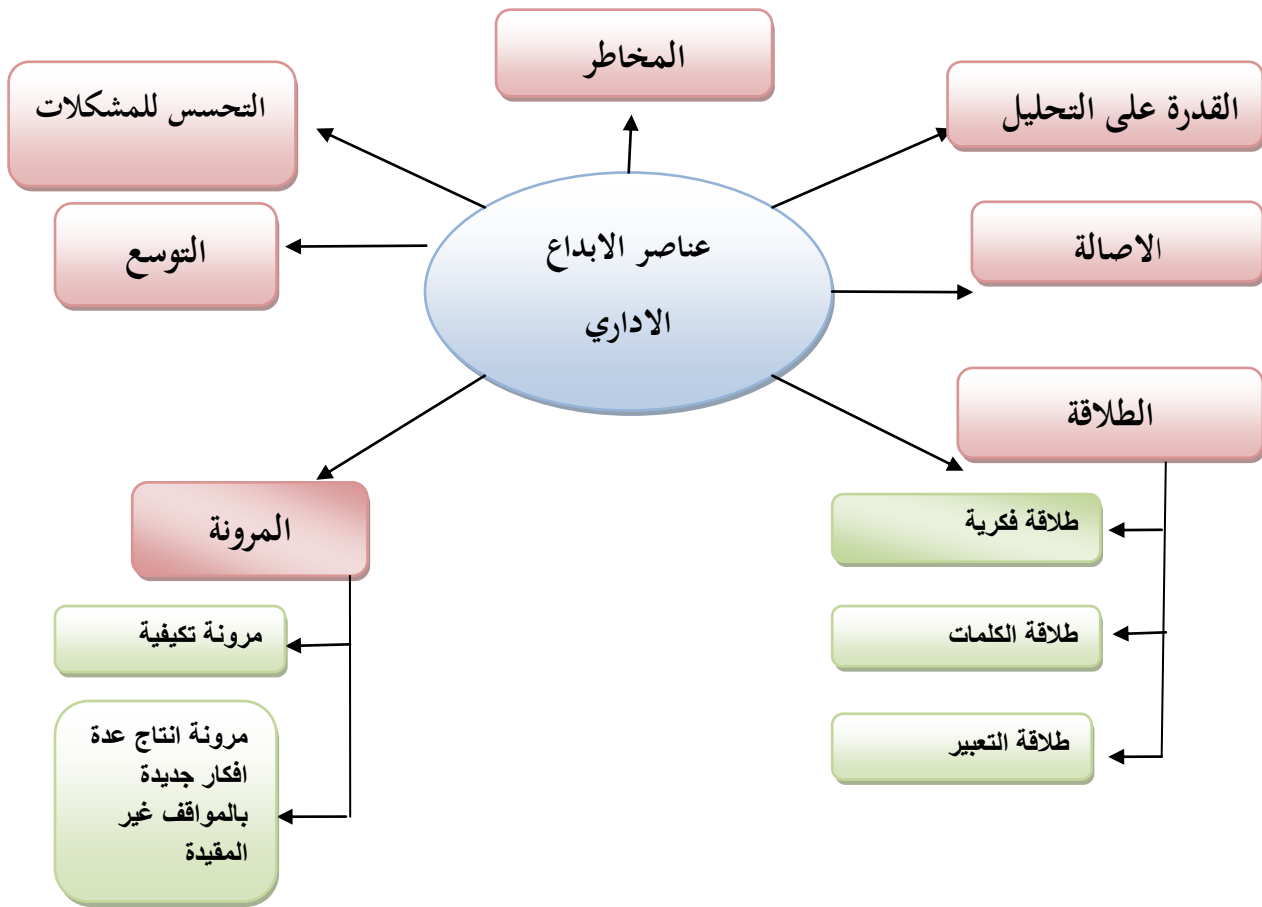 المخاطر
القدرة على التحليل
التحسس للمشكلات
عناصر الابداع
الاداري
الاصالة
التوسع
الطلاقة
طلاقة فكرية
طلاقة الكلمات
طلاقة التعبير
المرونة
مرونة تكيفية
مرونة انتاج عدة
افكار جديدة
بالمواقف غير
المقيدة